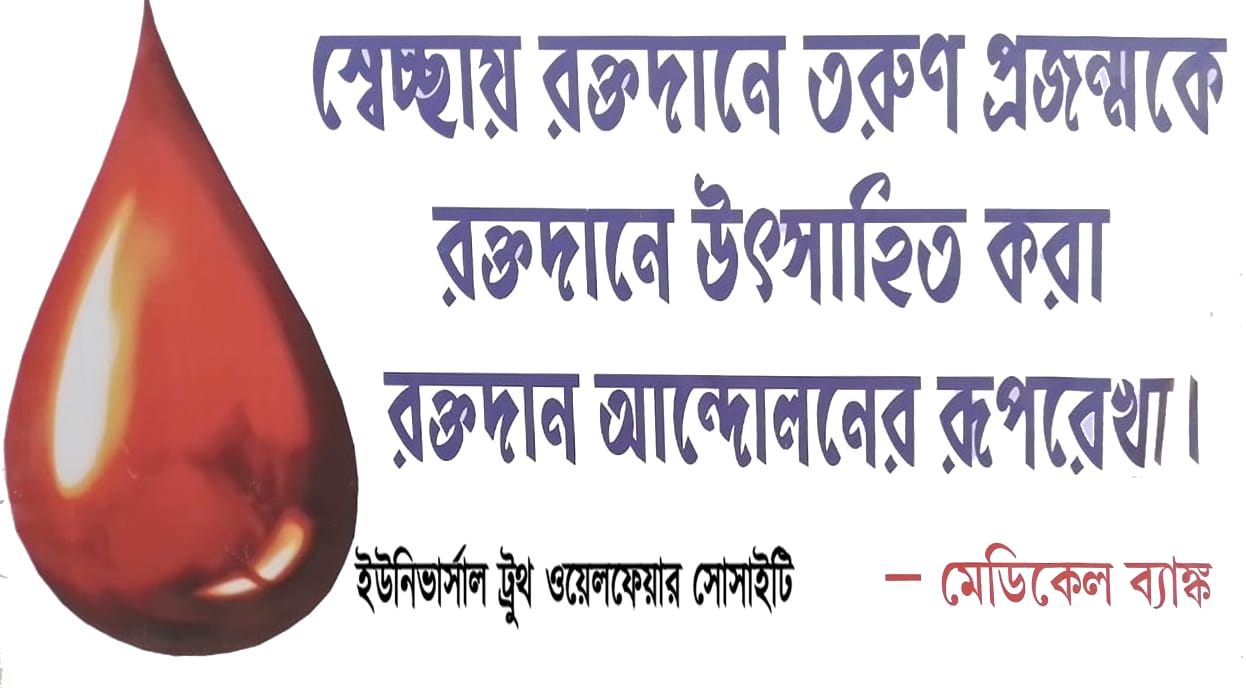 স্বেচ্ছায় রক্তদানে তরুণ প্রজন্মকে
রক্তদানে উৎসাহিত করা
রক্তদান আন্দোলনের রূপরেখা।
ইউনিভার্সাল ট্রুথ ওয়েলফেয়ার সোসাইটি — মেডিকেল ব্যাঙ্ক